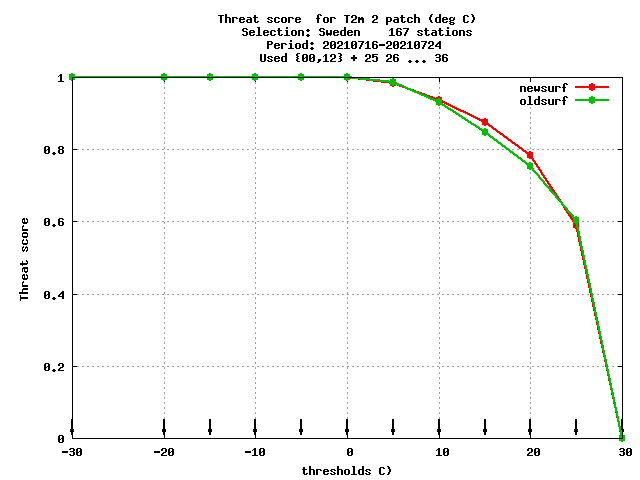 Threat score  for T2m 2 patch (deg C)
Selection: Sweden    167 stations
Period: 20210716-20210724
Used {00,12} + 25 26 ... 36
newsurf
oldsurf
1
0.8
0.6
0.4
0.2
0
Threat score
-30 -20 -10 0 10 20 30
thresholds C)